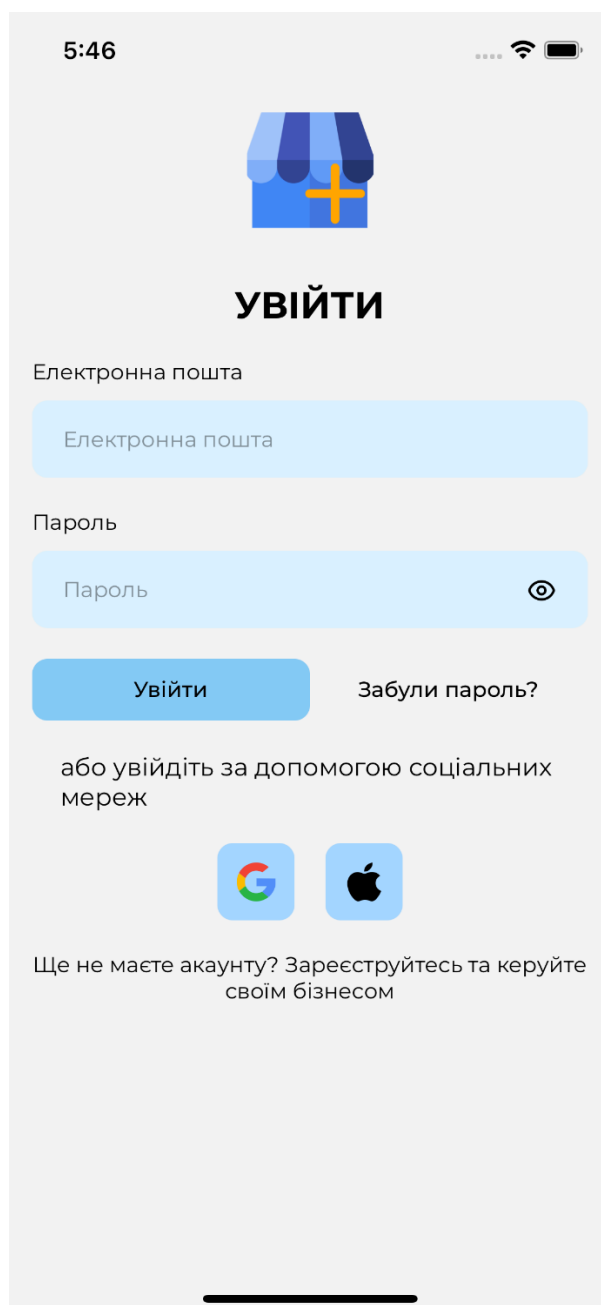 5:46
УВІЙТИ
Електронна пошта
Електронна пошта
Пароль
Пароль
Увійти
Забули пароль?
або увійдіть за допомогою соціальних
мереж
Ще не маєте акаунту? Зареєструйтесь та керуйте
своїм бізнесом